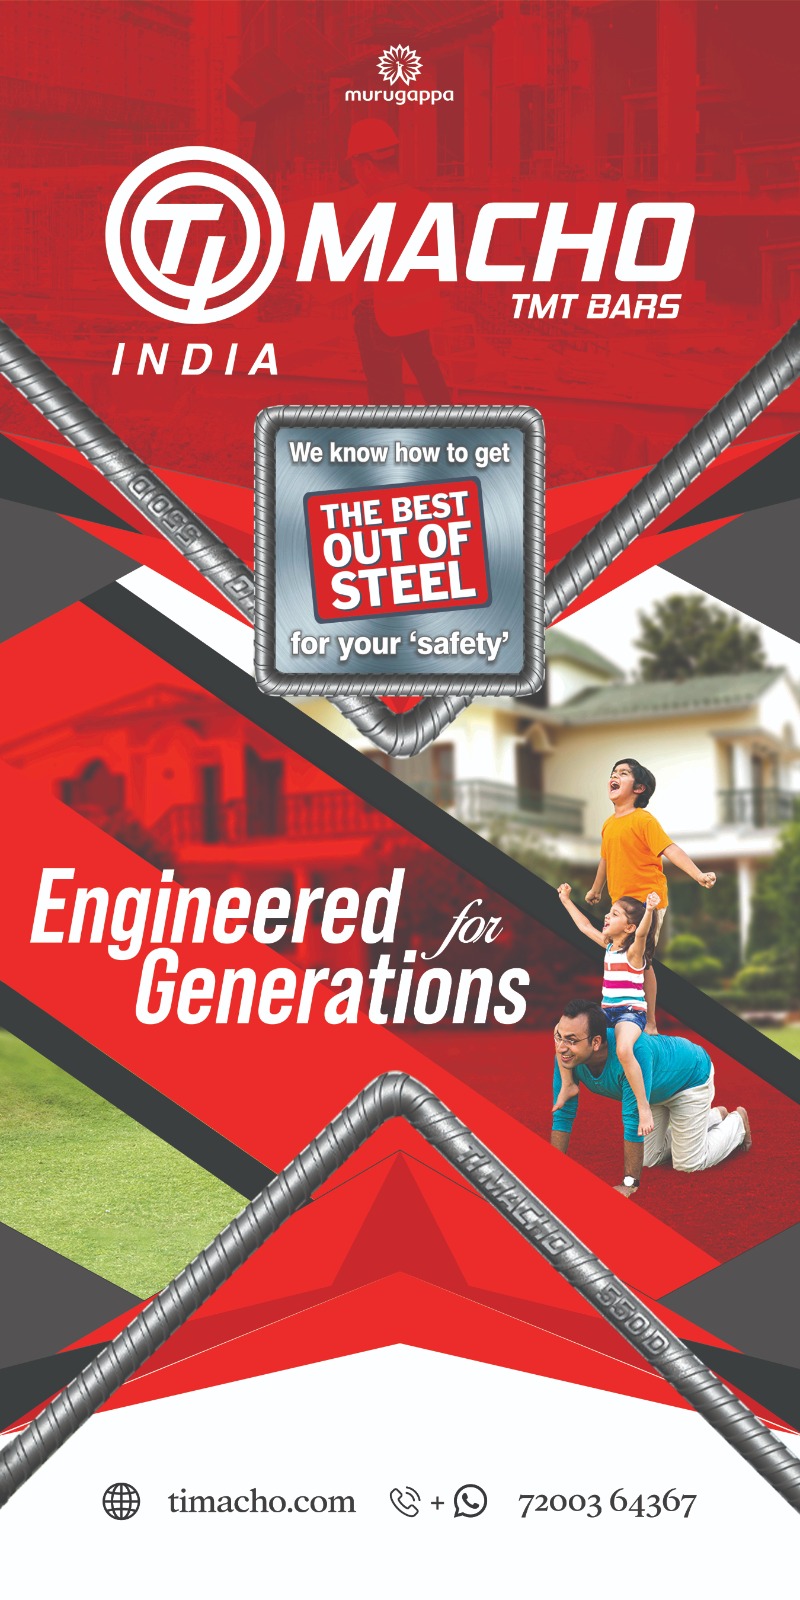 murugappa
TI MACHO
TMT BARS
INDIA
We know how to get
THE BEST
OUT OF
STEEL
for your ‘safety’
550D
Engineered for
Generations
TI MACHO 550D
timacho.com + 72003 64367